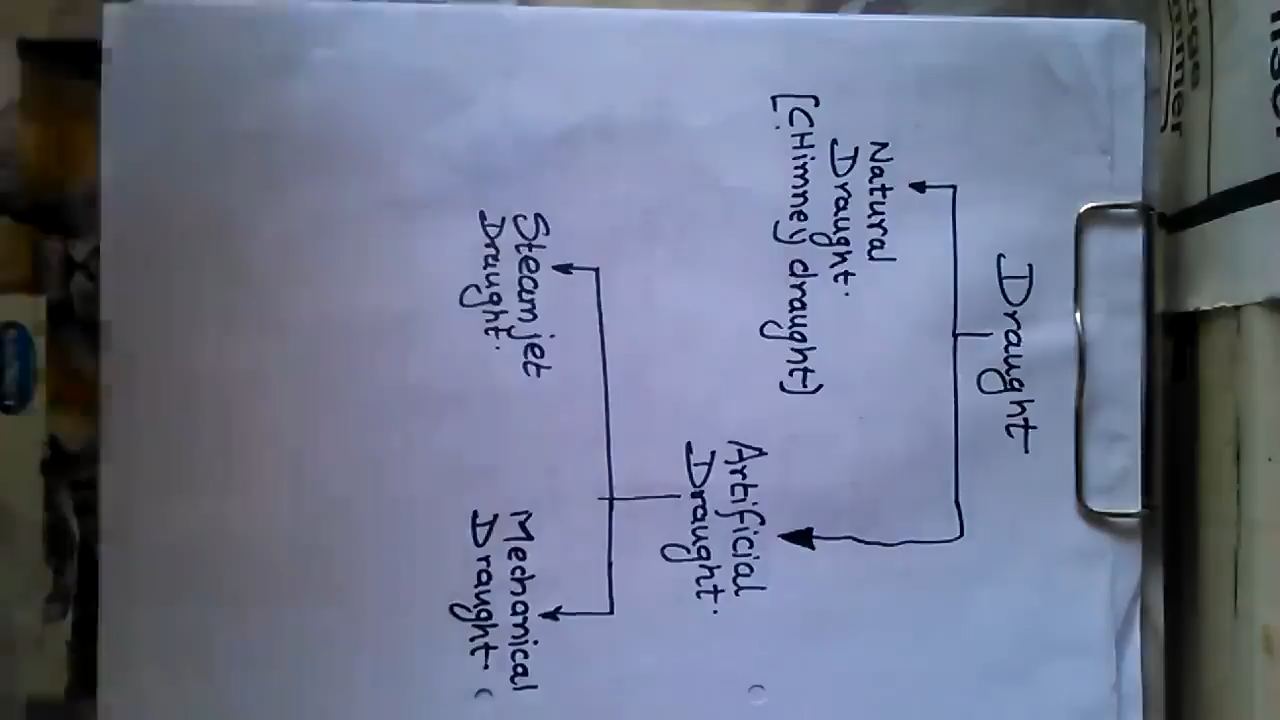 Draught
Natural
Draught.
[CHimney draught)
Artificial
Draught.
Steam jet
Draught.
Mechanical
Draught. (